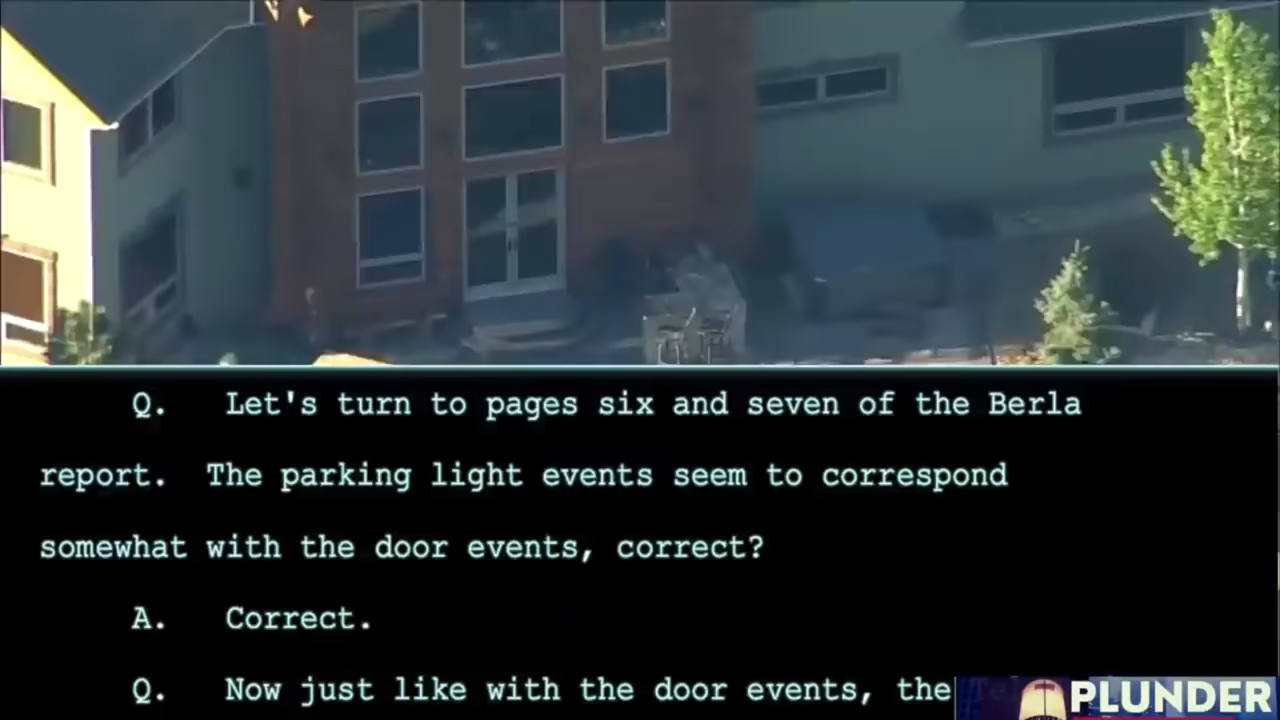 Q. Let's turn to pages six and seven of the Berla
report. The parking light events seem to correspond
somewhat with the door events, correct?
A. Correct.
Q. Now just like with the door events, the
PLUNDER